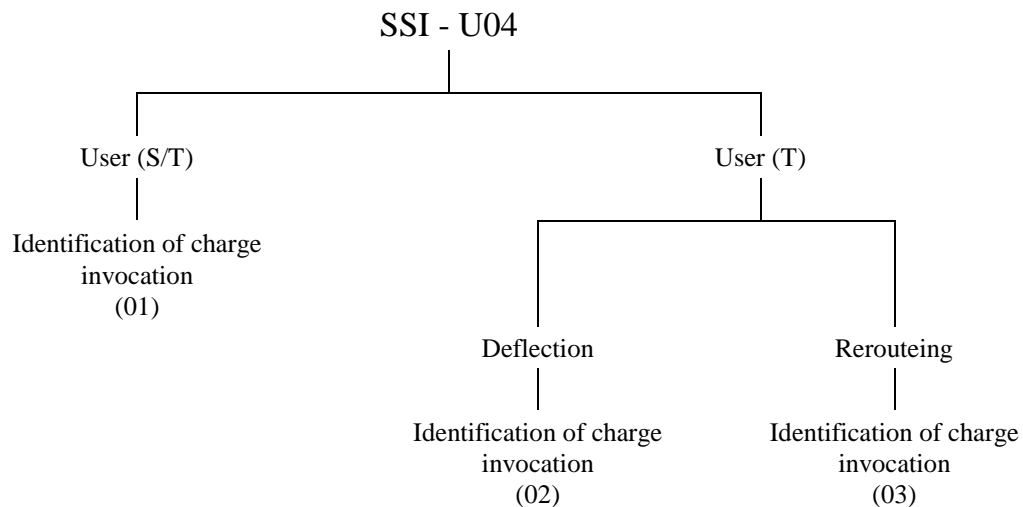 SSI - U04
User (S/T)
User (T)
Identification of charge
invocation
(01)
Deflection
Rerouteing
Identification of charge
invocation
(02)
Identification of charge
invocation
(03)